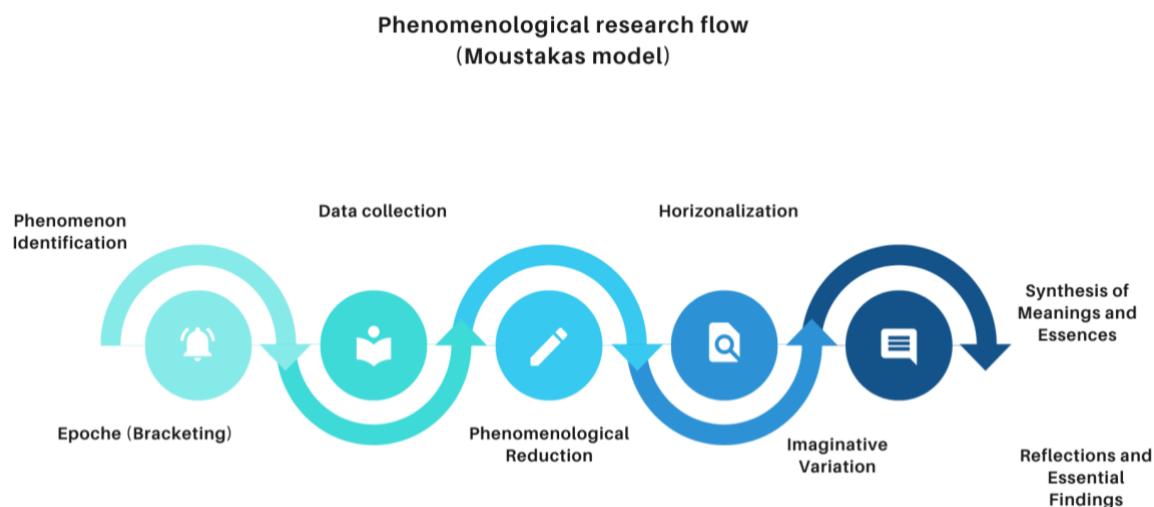 Phenomenological research flow
(Moustakas model)
Phenomenon
Identification
Epoche (Bracketing)
Data collection
Phenomenological
Reduction
Horizonalization
Imaginative
Variation
Synthesis of
Meanings and
Essences
Reflections and
Essential
Findings